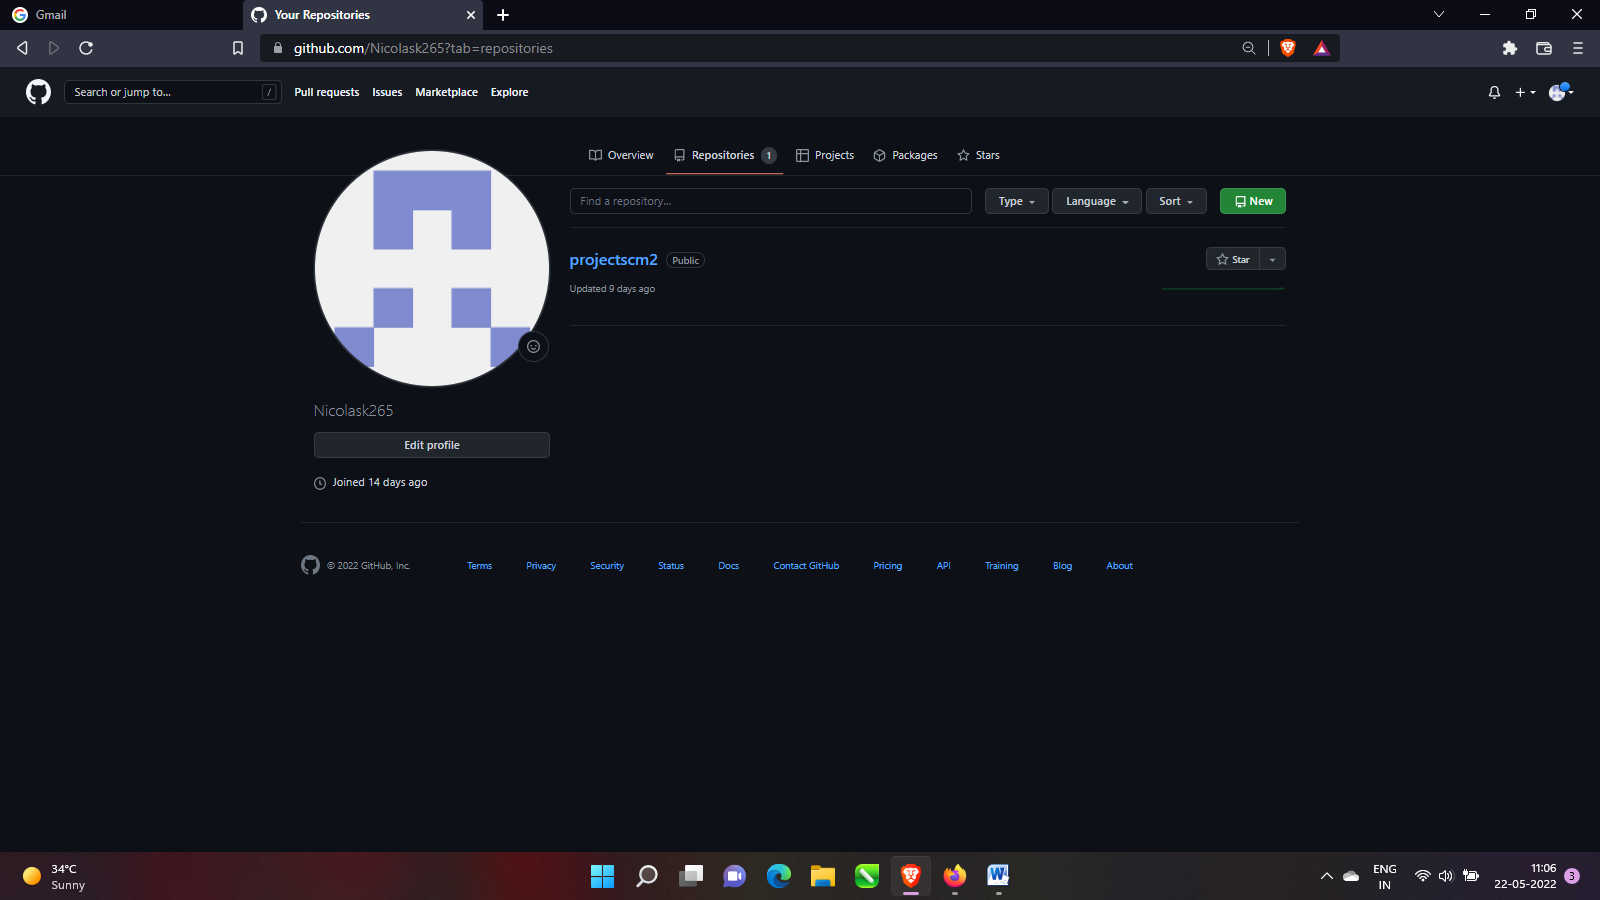 Gmail
Your Repositories
github.com/Nicolask265?tab=repositories
Search or jump to...
/
Pull requests
Issues
Marketplace
Explore
Overview
Repositories 1
Projects
Packages
Stars
Find a repository...
Type
Language
Sort
New
projectscm2 Public
Star
Updated 9 days ago
Nicolask265
Edit profile
Joined 14 days ago
© 2022 GitHub, Inc.
Terms
Privacy
Security
Status
Docs
Contact GitHub
Pricing
API
Training
Blog
About
34°C
Sunny
W
ENG
IN
11:06
22-05-2022
3